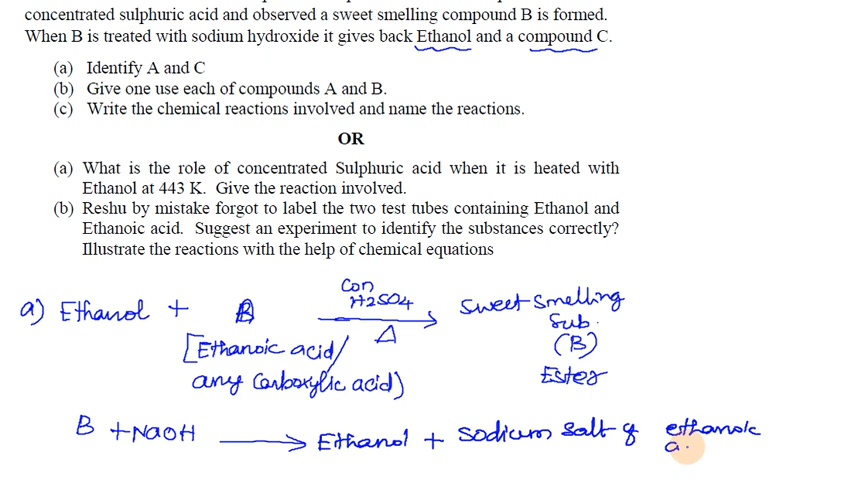 concentrated sulphuric acid and observed a sweet smelling compound B is formed.
When B is treated with sodium hydroxide it gives back Ethanol and a compound C.
(a) Identify A and C
(b) Give one use each of compounds A and B.
(c) Write the chemical reactions involved and name the reactions.
OR
(a) What is the role of concentrated Sulphuric acid when it is heated with
Ethanol at 443 K. Give the reaction involved.
(b) Reshu by mistake forgot to label the two test tubes containing Ethanol and
Ethanoic acid. Suggest an experiment to identify the substances correctly?
Illustrate the reactions with the help of chemical equations
Con
H2SO4
a) Ethanol + → Sweet smelling
Δ
Sub.
[Ethanoic acid/
(B)
any Carboxylic acid)
Ester
B + NaOH → Ethanol + Sodium Salt of ethanoic
a.